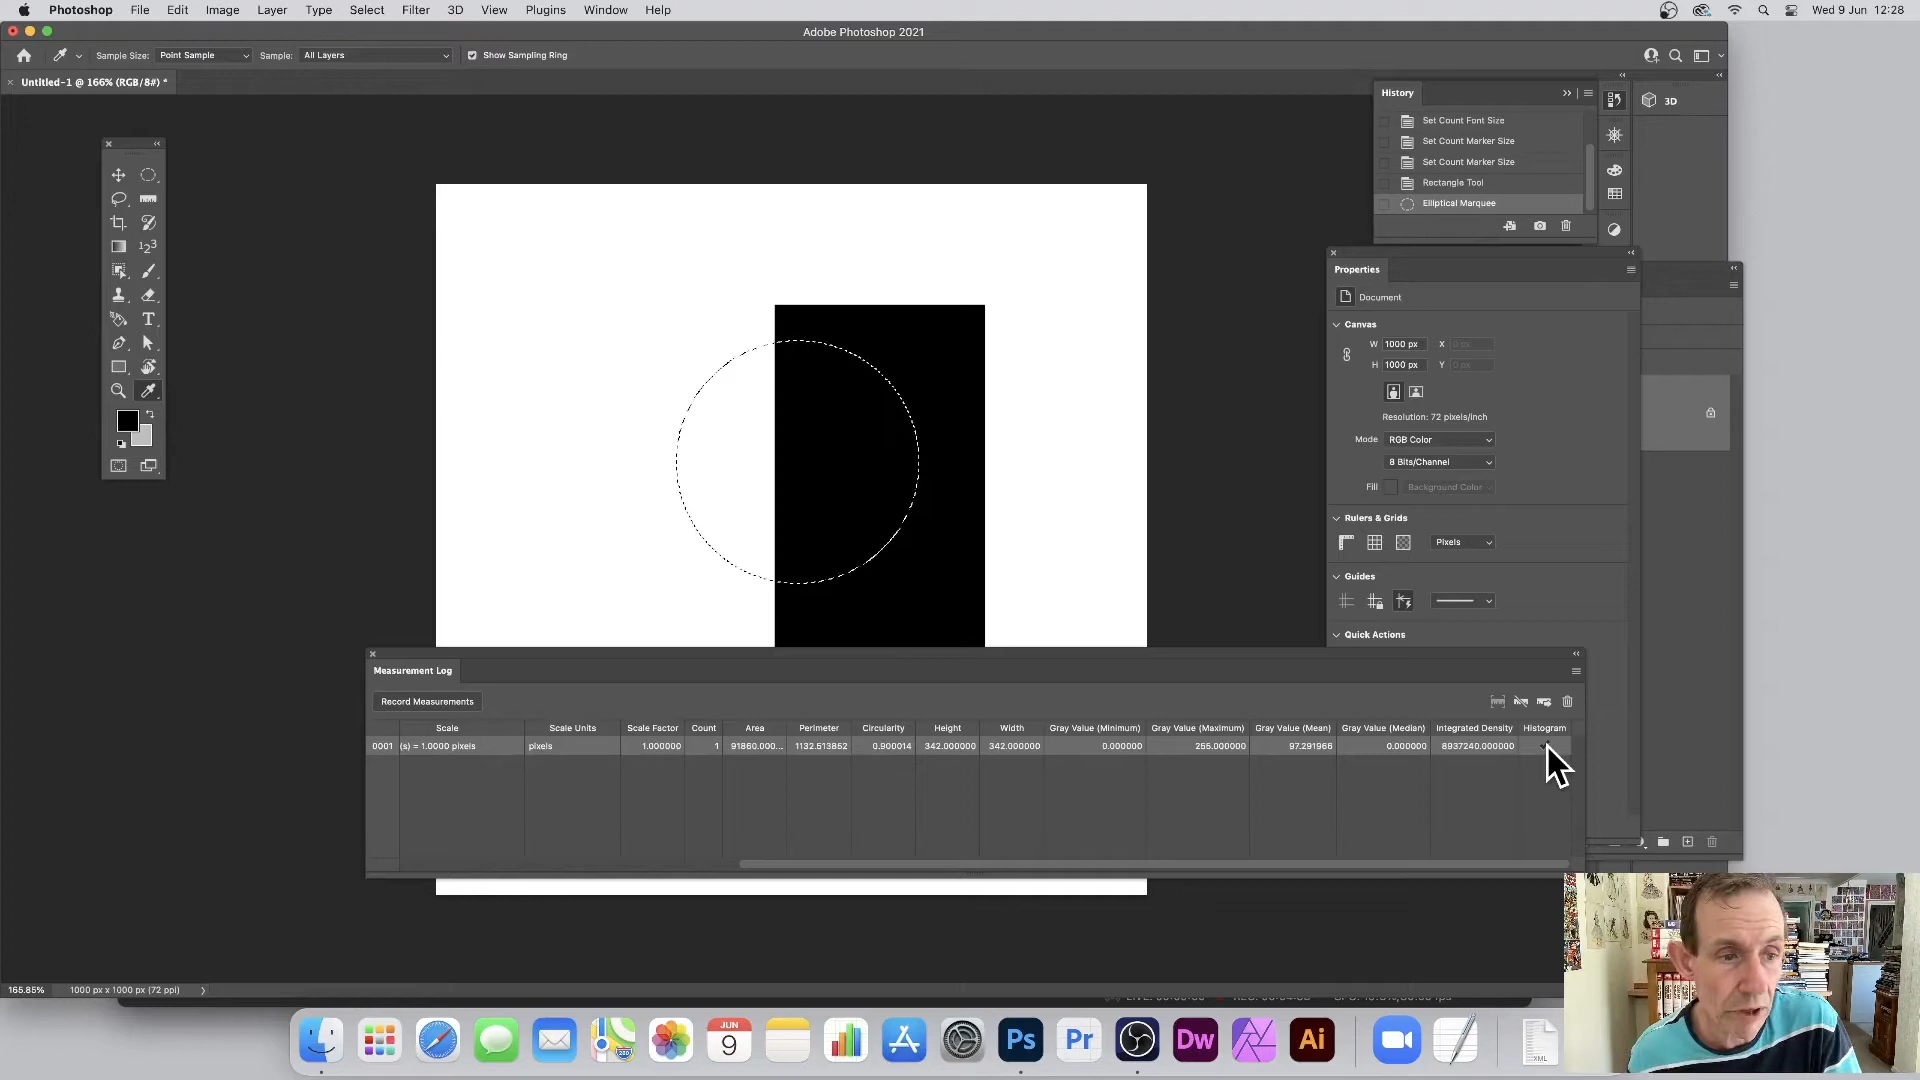 Photoshop File Edit Image Layer Type Select Filter 3D View Plugins Window Help Wed 9 Jun 12:28
Adobe Photoshop 2021
Sample Size: Point Sample Sample: All Layers Show Sampling Ring
Untitled-1 @ 166% (RGB/8#) *
History
3D
Set Count Font Size
Set Count Marker Size
Set Count Marker Size
Rectangle Tool
Elliptical Marquee
Properties
Document
Canvas
W 1000 px X 0 px
H 1000 px Y 0 px
Resolution: 72 pixels/inch
Mode RGB Color
8 Bits/Channel
Fill Background Color
Rulers & Grids
Pixels
Guides
Quick Actions
Measurement Log
Record Measurements
Scale Scale Units Scale Factor Count Area Perimeter Circularity Height Width Gray Value (Minimum) Gray Value (Maximum) Gray Value (Mean) Gray Value (Median) Integrated Density Histogram
0001 (s) = 1.0000 pixels pixels 1.000000 1 91860.000... 1132.513852 0.900014 342.000000 342.000000 0.000000 255.000000 97.291966 0.000000 8937240.000000
165.85% 1000 px x 1000 px (72 ppi)
JUN
9
280
Ps
Pr
Dw
Ai
XML